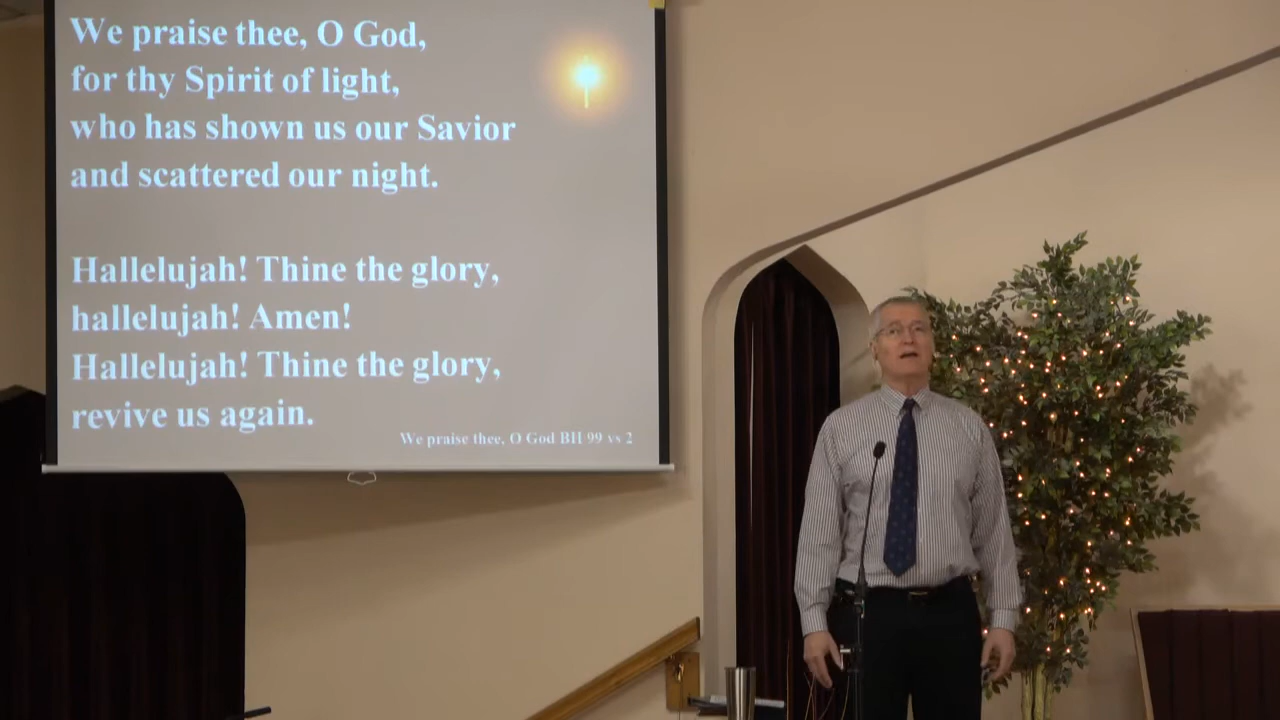 We praise thee, O God,
for thy Spirit of light,
who has shown us our Savior
and scattered our night.
Hallelujah! Thine the glory,
hallelujah! Amen!
Hallelujah! Thine the glory,
revive us again.
We praise thee, O God BH 99 vs 2